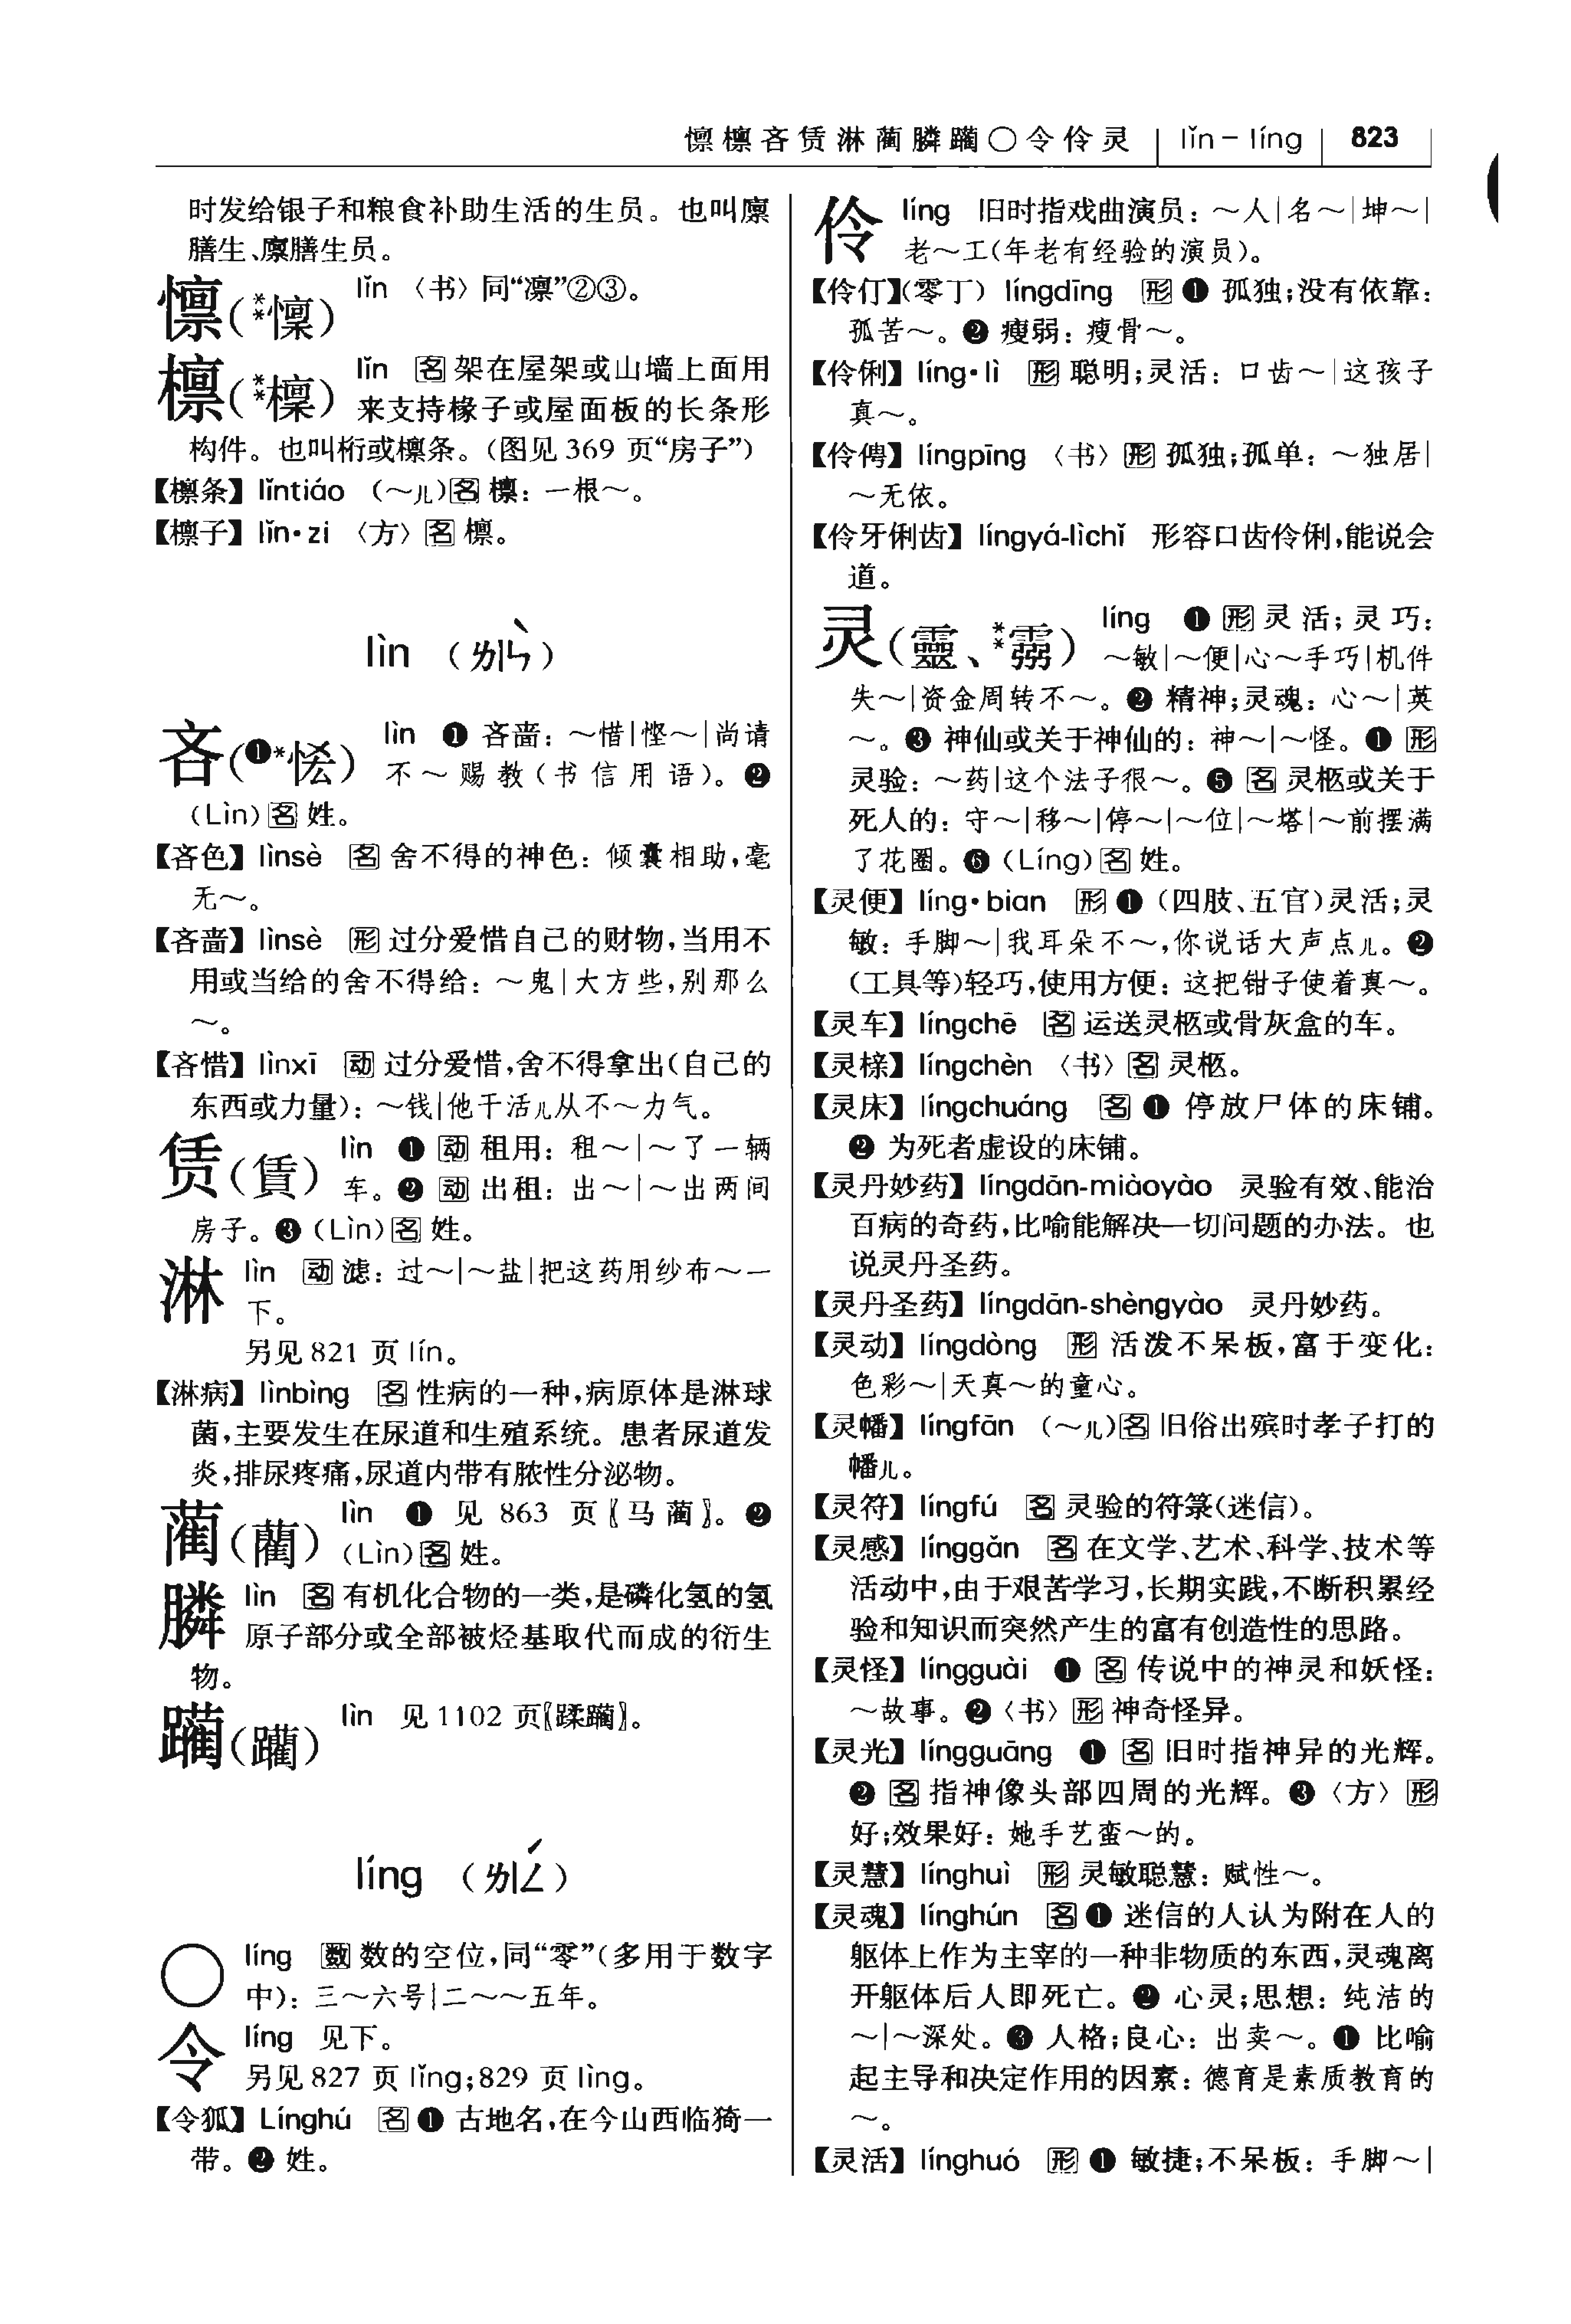 懔檩吝赁淋蔺膦躏〇令伶灵 lǐn－líng 823
时发给银子和粮食补助生活的生员。也叫廪
膳生、廪膳生员。
懔(**懍) lǐn 〈书〉同“凛”②③。
檩(**檁) lǐn 名 架在屋架或山墙上面用
来支持椽子或屋面板的长条形
构件。也叫桁或檩条。(图见 369 页“房子”)
【檩条】lǐntiáo (～儿)名 檩：一根～。
【檩子】lǐn·zi 〈方〉名 檩。
lìn (ㄌㄧㄣˋ)
吝(❶*恡) lìn ❶ 吝啬：～惜|悭～|尚请
不～赐教(书信用语)。❷
(Lìn)名 姓。
【吝色】lìnsè 名 舍不得的神色：倾囊相助，毫
无～。
【吝啬】lìnsè 形 过分爱惜自己的财物，当用不
用或当给的舍不得给：～鬼|大方些，别那么
～。
【吝惜】lìnxī 动 过分爱惜，舍不得拿出(自己的
东西或力量)：～钱|他干活儿从不～力气。
赁(賃) lìn ❶ 动 租用：租～|～了一辆
车。❷ 动 出租：出～|～出两间
房子。❸ (Lìn)名 姓。
淋 lìn 动 滤：过～|～盐|把这药用纱布～一
下。
另见 821 页 lín。
【淋病】lìnbìng 名 性病的一种，病原体是淋球
菌，主要发生在尿道和生殖系统。患者尿道发
炎，排尿疼痛，尿道内带有脓性分泌物。
蔺(藺) lìn ❶ 见 863 页〖马蔺〗。❷
(Lìn)名 姓。
膦 lìn 名 有机化合物的一类，是磷化氢的氢
原子部分或全部被烃基取代而成的衍生
物。
躏(躪) lìn 见 1102 页〖蹂躏〗。
líng (ㄌㄧㄥˊ)
〇 líng 数 数的空位，同“零”(多用于数字
中)：三～六号|二～～五年。
令 líng 见下。
另见 827 页 lǐng；829 页 lìng。
【令狐】Línghú 名 ❶ 古地名，在今山西临猗一
带。❷ 姓。
伶 líng 旧时指戏曲演员：～人|名～|坤～|
老～工(年老有经验的演员)。
【伶仃】(零丁) língdīng 形 ❶ 孤独；没有依靠：
孤苦～。❷ 瘦弱：瘦骨～。
【伶俐】líng·lì 形 聪明；灵活：口齿～|这孩子
真～。
【伶俜】língpīng 〈书〉形 孤独；孤单：～独居|
～无依。
【伶牙俐齿】língyá-lìchǐ 形容口齿伶俐，能说会
道。
灵(靈、**霛) líng ❶ 形 灵活；灵巧：
～敏|～便|心～手巧|机件
失～|资金周转不～。❷ 精神；灵魂：心～|英
～。❸ 神仙或关于神仙的：神～|～怪。❹ 形
灵验：～药|这个法子很～。❺ 名 灵柩或关于
死人的：守～|移～|停～|～位|～塔|～前摆满
了花圈。❻ (Líng)名 姓。
【灵便】líng·bian 形 ❶ (四肢、五官)灵活；灵
敏：手脚～|我耳朵不～，你说话大声点儿。❷
(工具等)轻巧，使用方便：这把钳子使着真～。
【灵车】língchē 名 运送灵柩或骨灰盒的车。
【灵榇】língchèn 〈书〉名 灵柩。
【灵床】língchuáng 名 ❶ 停放尸体的床铺。
❷ 为死者虚设的床铺。
【灵丹妙药】língdān-miàoyào 灵验有效、能治
百病的奇药，比喻能解决一切问题的办法。也
说灵丹圣药。
【灵丹圣药】língdān-shèngyào 灵丹妙药。
【灵动】língdòng 形 活泼不呆板，富于变化：
色彩～|天真～的童心。
【灵幡】língfān (～儿)名 旧俗出殡时孝子打的
幡儿。
【灵符】língfú 名 灵验的符箓(迷信)。
【灵感】línggǎn 名 在文学、艺术、科学、技术等
活动中，由于艰苦学习，长期实践，不断积累经
验和知识而突然产生的富有创造性的思路。
【灵怪】língguài ❶ 名 传说中的神灵和妖怪：
～故事。❷〈书〉形 神奇怪异。
【灵光】língguāng ❶ 名 旧时指神异的光辉。
❷ 名 指神像头部四周的光辉。❸〈方〉形
好；效果好：她手艺蛮～的。
【灵慧】línghuì 形 灵敏聪慧：赋性～。
【灵魂】línghún 名 ❶ 迷信的人认为附在人的
躯体上作为主宰的一种非物质的东西，灵魂离
开躯体后人即死亡。❷ 心灵；思想：纯洁的
～|～深处。❸ 人格；良心：出卖～。❹ 比喻
起主导和决定作用的因素：德育是素质教育的
～。
【灵活】línghuó 形 ❶ 敏捷；不呆板：手脚～|